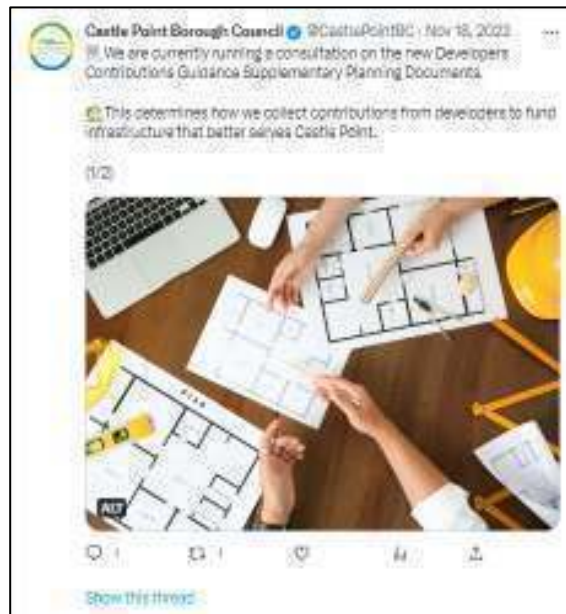 Castle Point Borough Council @CastlePointBC · Nov 18, 2022
We are currently running a consultation on the new Developers
Contributions Guidance Supplementary Planning Documents.
This determines how we collect contributions from developers to fund
infrastructure that better serves Castle Point.
(1/2)
PLAN
ALT
1 1
Show this thread